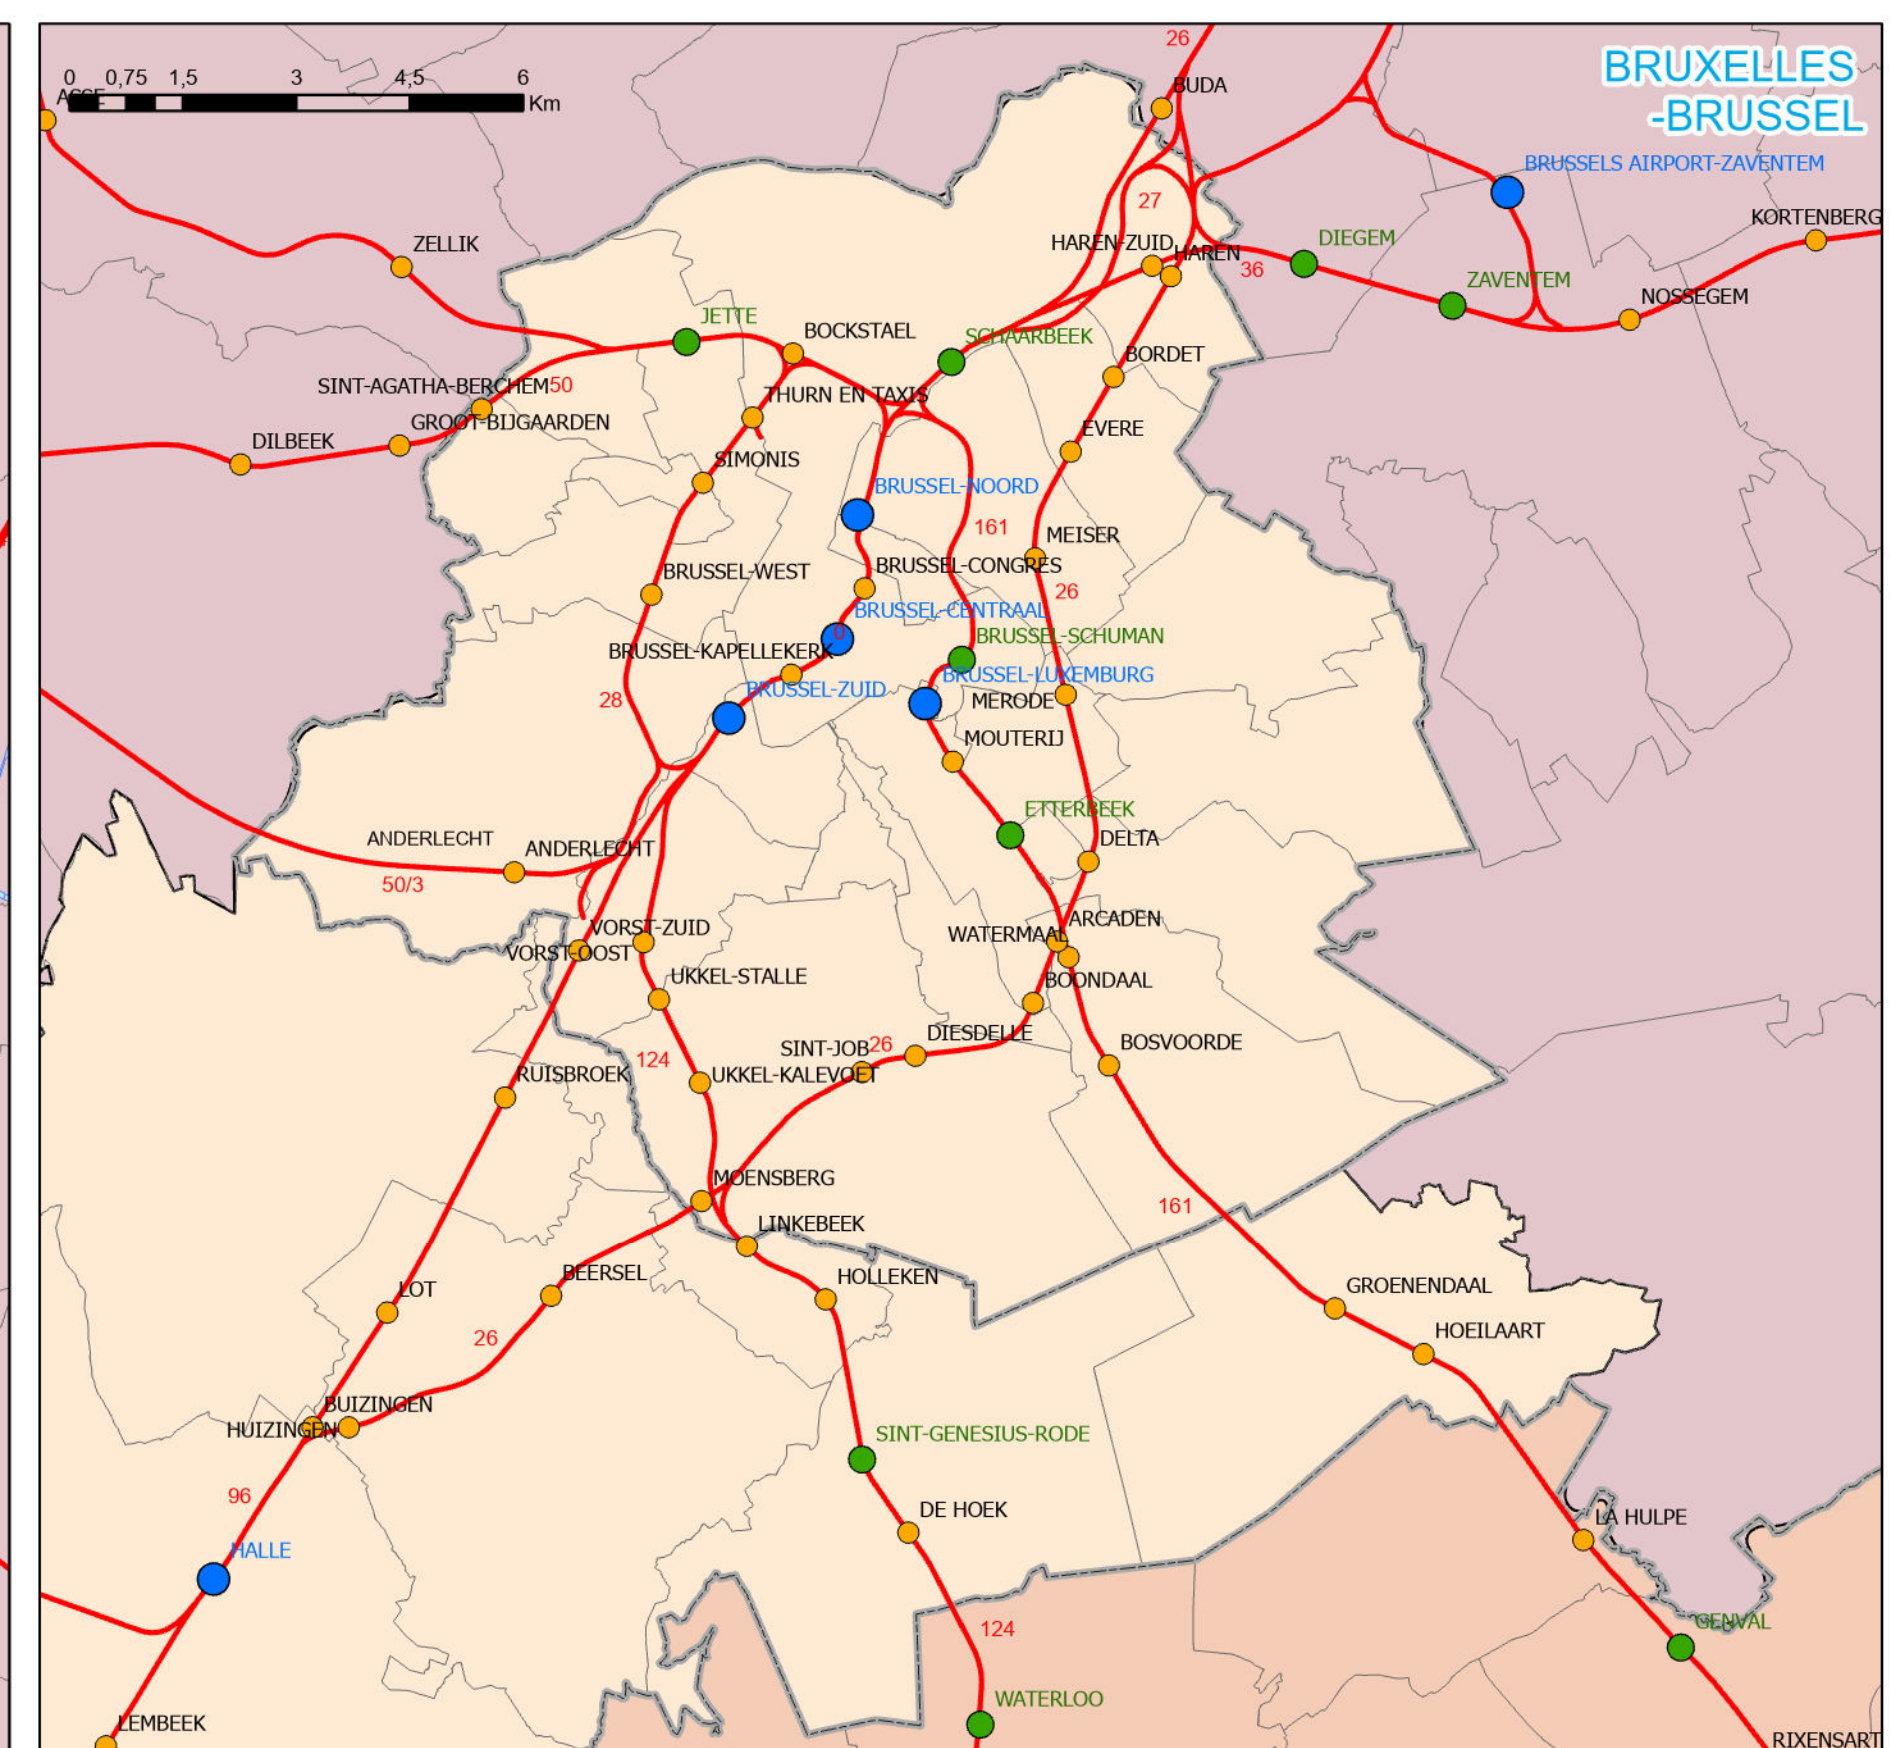 26
BRUXELLES
-BRUSSEL
0 0,75 1,5 3 4,5 6
Km
ASSE
BUDA
BRUSSELS AIRPORT-ZAVENTEM
27
KORTENBERG
ZELLIK
HAREN-ZUID
HAREN
DIEGEM
36
ZAVENTEM
NOSSEGEM
JETTE
BOCKSTAEL
SCHAARBEEK
BORDET
SINT-AGATHA-BERCHEM
50
THURN EN TAXIS
GROOT-BIJGAARDEN
DILBEEK
EVERE
SIMONIS
BRUSSEL-NOORD
161
MEISER
BRUSSEL-WEST
BRUSSEL-CONGRES
26
BRUSSEL-CENTRAAL
0
BRUSSEL-SCHUMAN
BRUSSEL-KAPELLEKERK
BRUSSEL-LUXEMBURG
BRUSSEL-ZUID
28
MERODE
MOUTERIJ
ETTERBEEK
ANDERLECHT
ANDERLECHT
DELTA
50/3
ARCADEN
VORST-ZUID
WATERMAAL
VORST-OOST
UKKEL-STALLE
BOONDAAL
DIESDELLE
SINT-JOB
26
BOSVOORDE
124
RUISBROEK
UKKEL-KALEVOET
MOENSBERG
161
LINKEBEEK
BEERSEL
HOLLEKEN
LOT
GROENENDAAL
26
HOEILAART
BUIZINGEN
HUIZINGEN
SINT-GENESIUS-RODE
96
DE HOEK
LA HULPE
HALLE
124
GENVAL
WATERLOO
LEMBEEK
RIXENSART